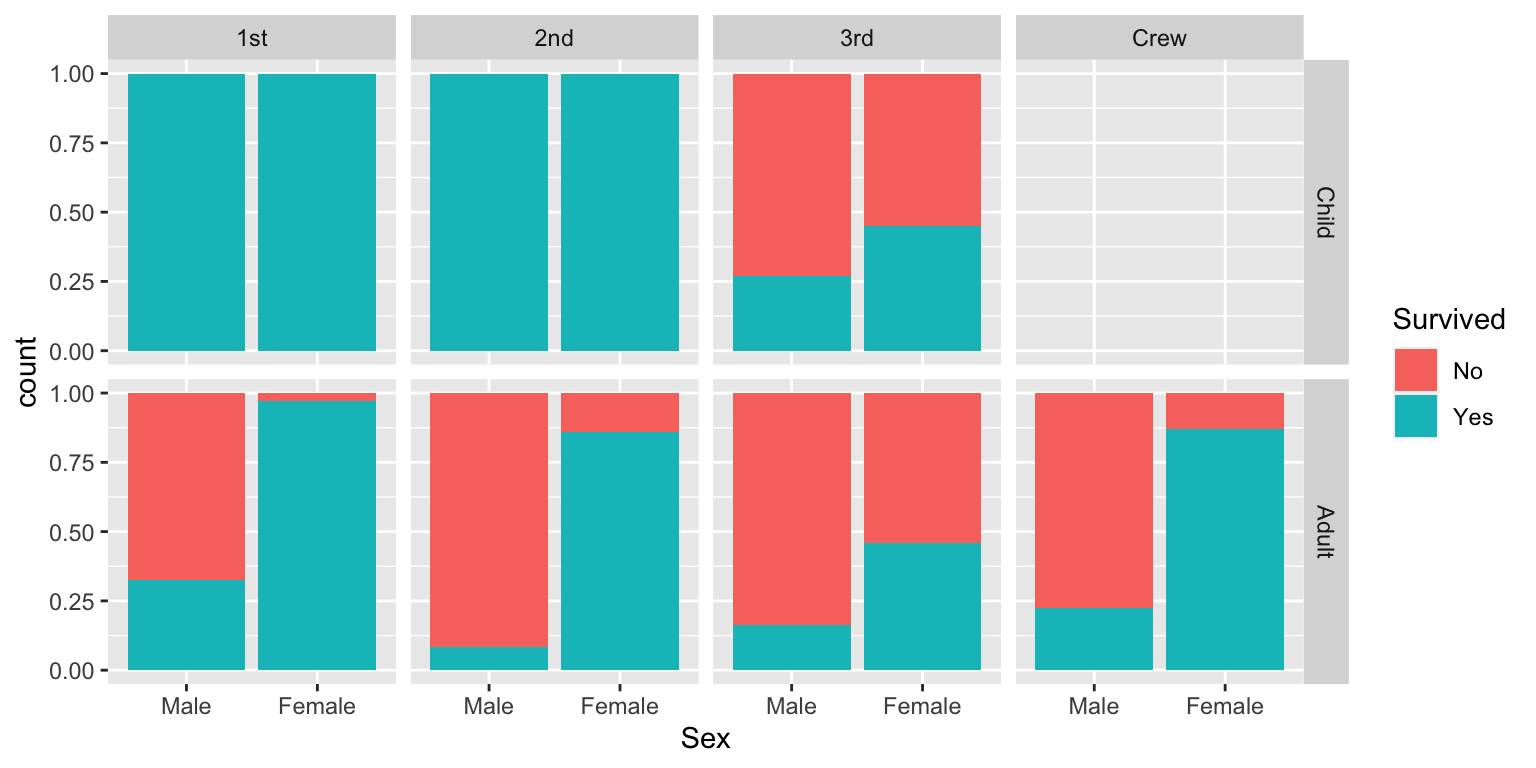 1st 2nd 3rd Crew
1.00
0.75
0.50
0.25
0.00
Child
count
1.00
0.75
0.50
0.25
0.00
Adult
Male Female Male Female Male Female Male Female
Sex
Survived
No
Yes